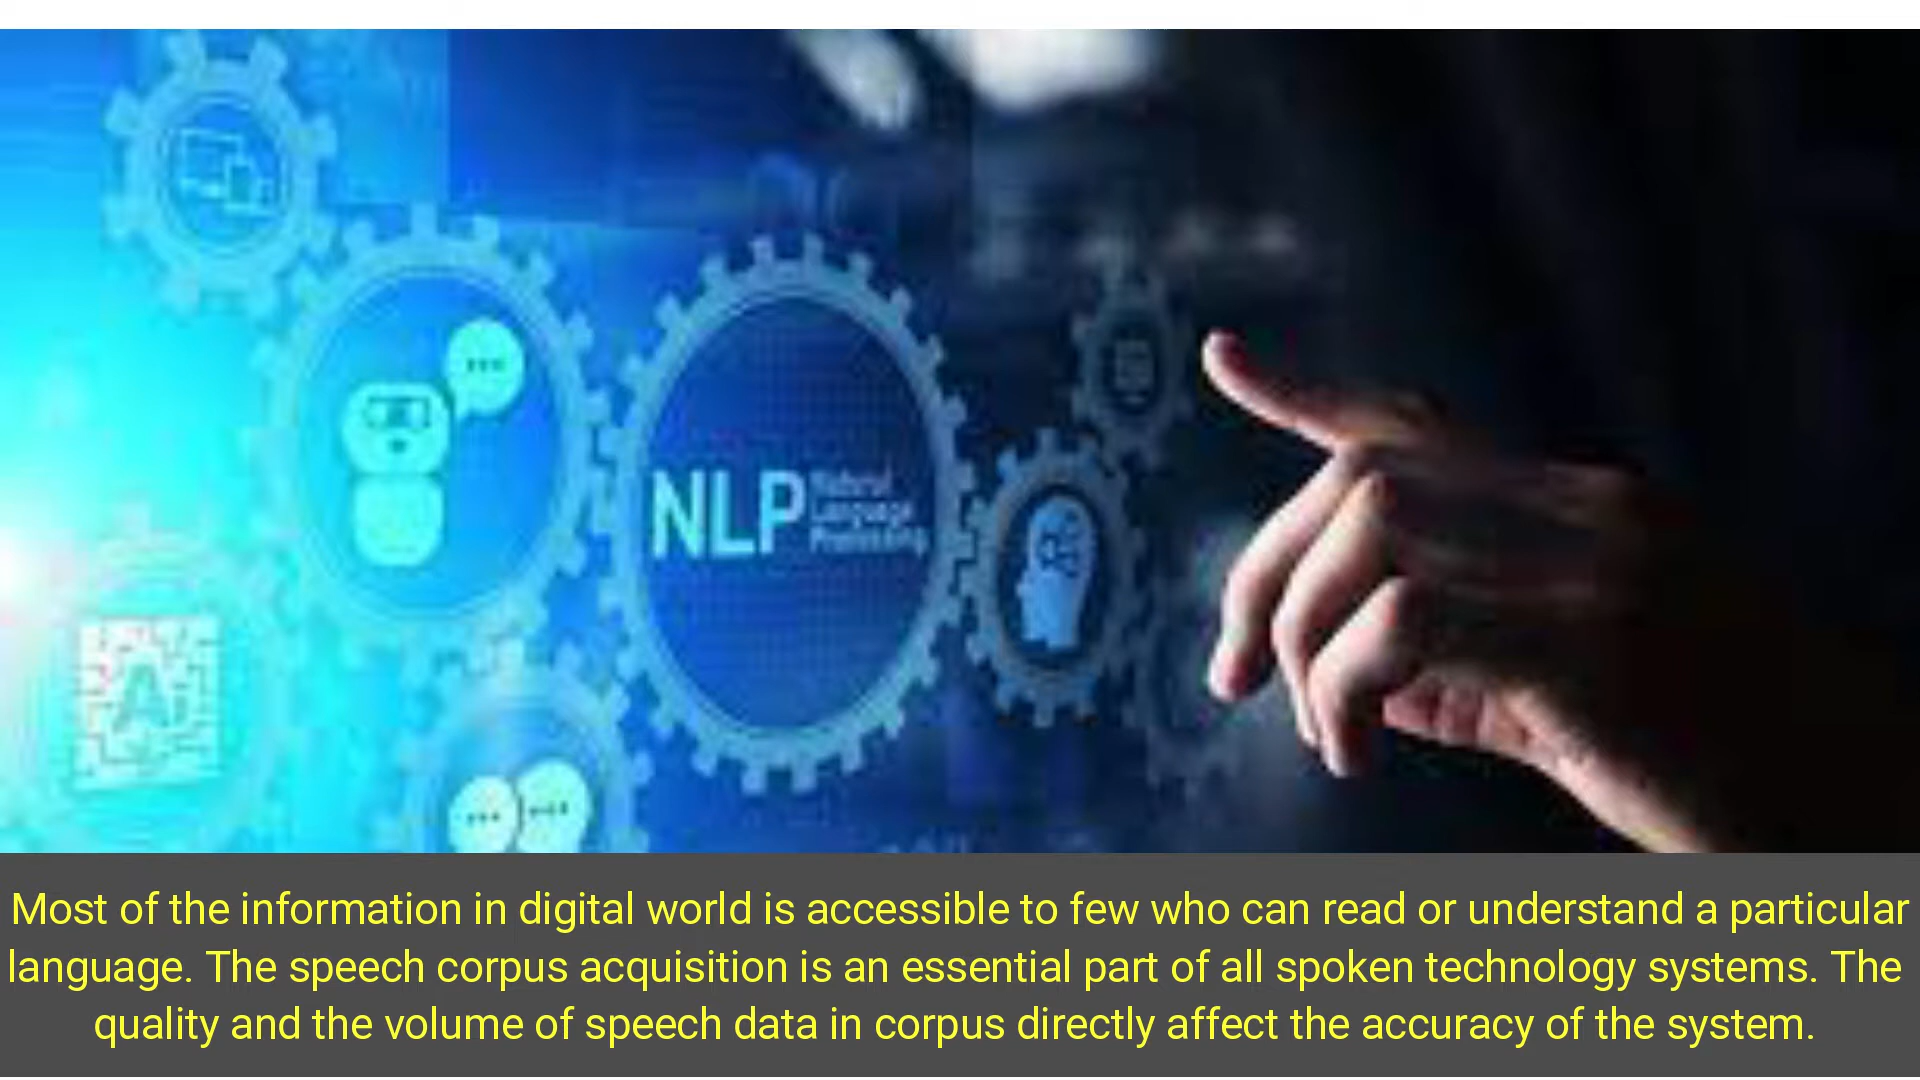 NLP Natural
Language
Processing
Most of the information in digital world is accessible to few who can read or understand a particular
language. The speech corpus acquisition is an essential part of all spoken technology systems. The
quality and the volume of speech data in corpus directly affect the accuracy of the system.